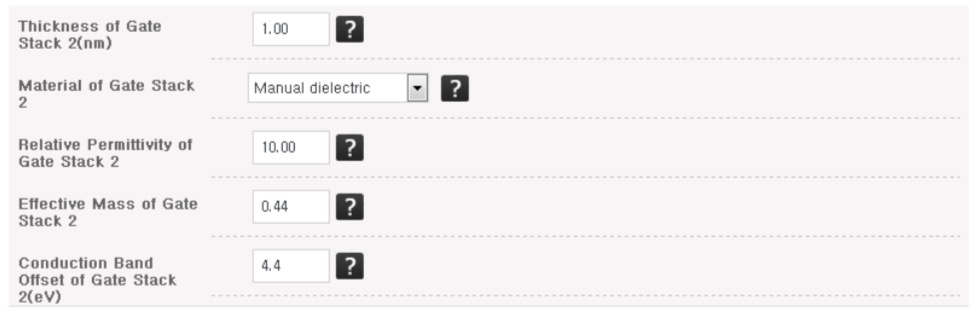 Thickness of Gate
Stack 2(nm)
1.00
?
Material of Gate Stack
2
Manual dielectric
?
Relative Permittivity of
Gate Stack 2
10.00
?
Effective Mass of Gate
Stack 2
0.44
?
Conduction Band
Offset of Gate Stack
2(eV)
4.4
?